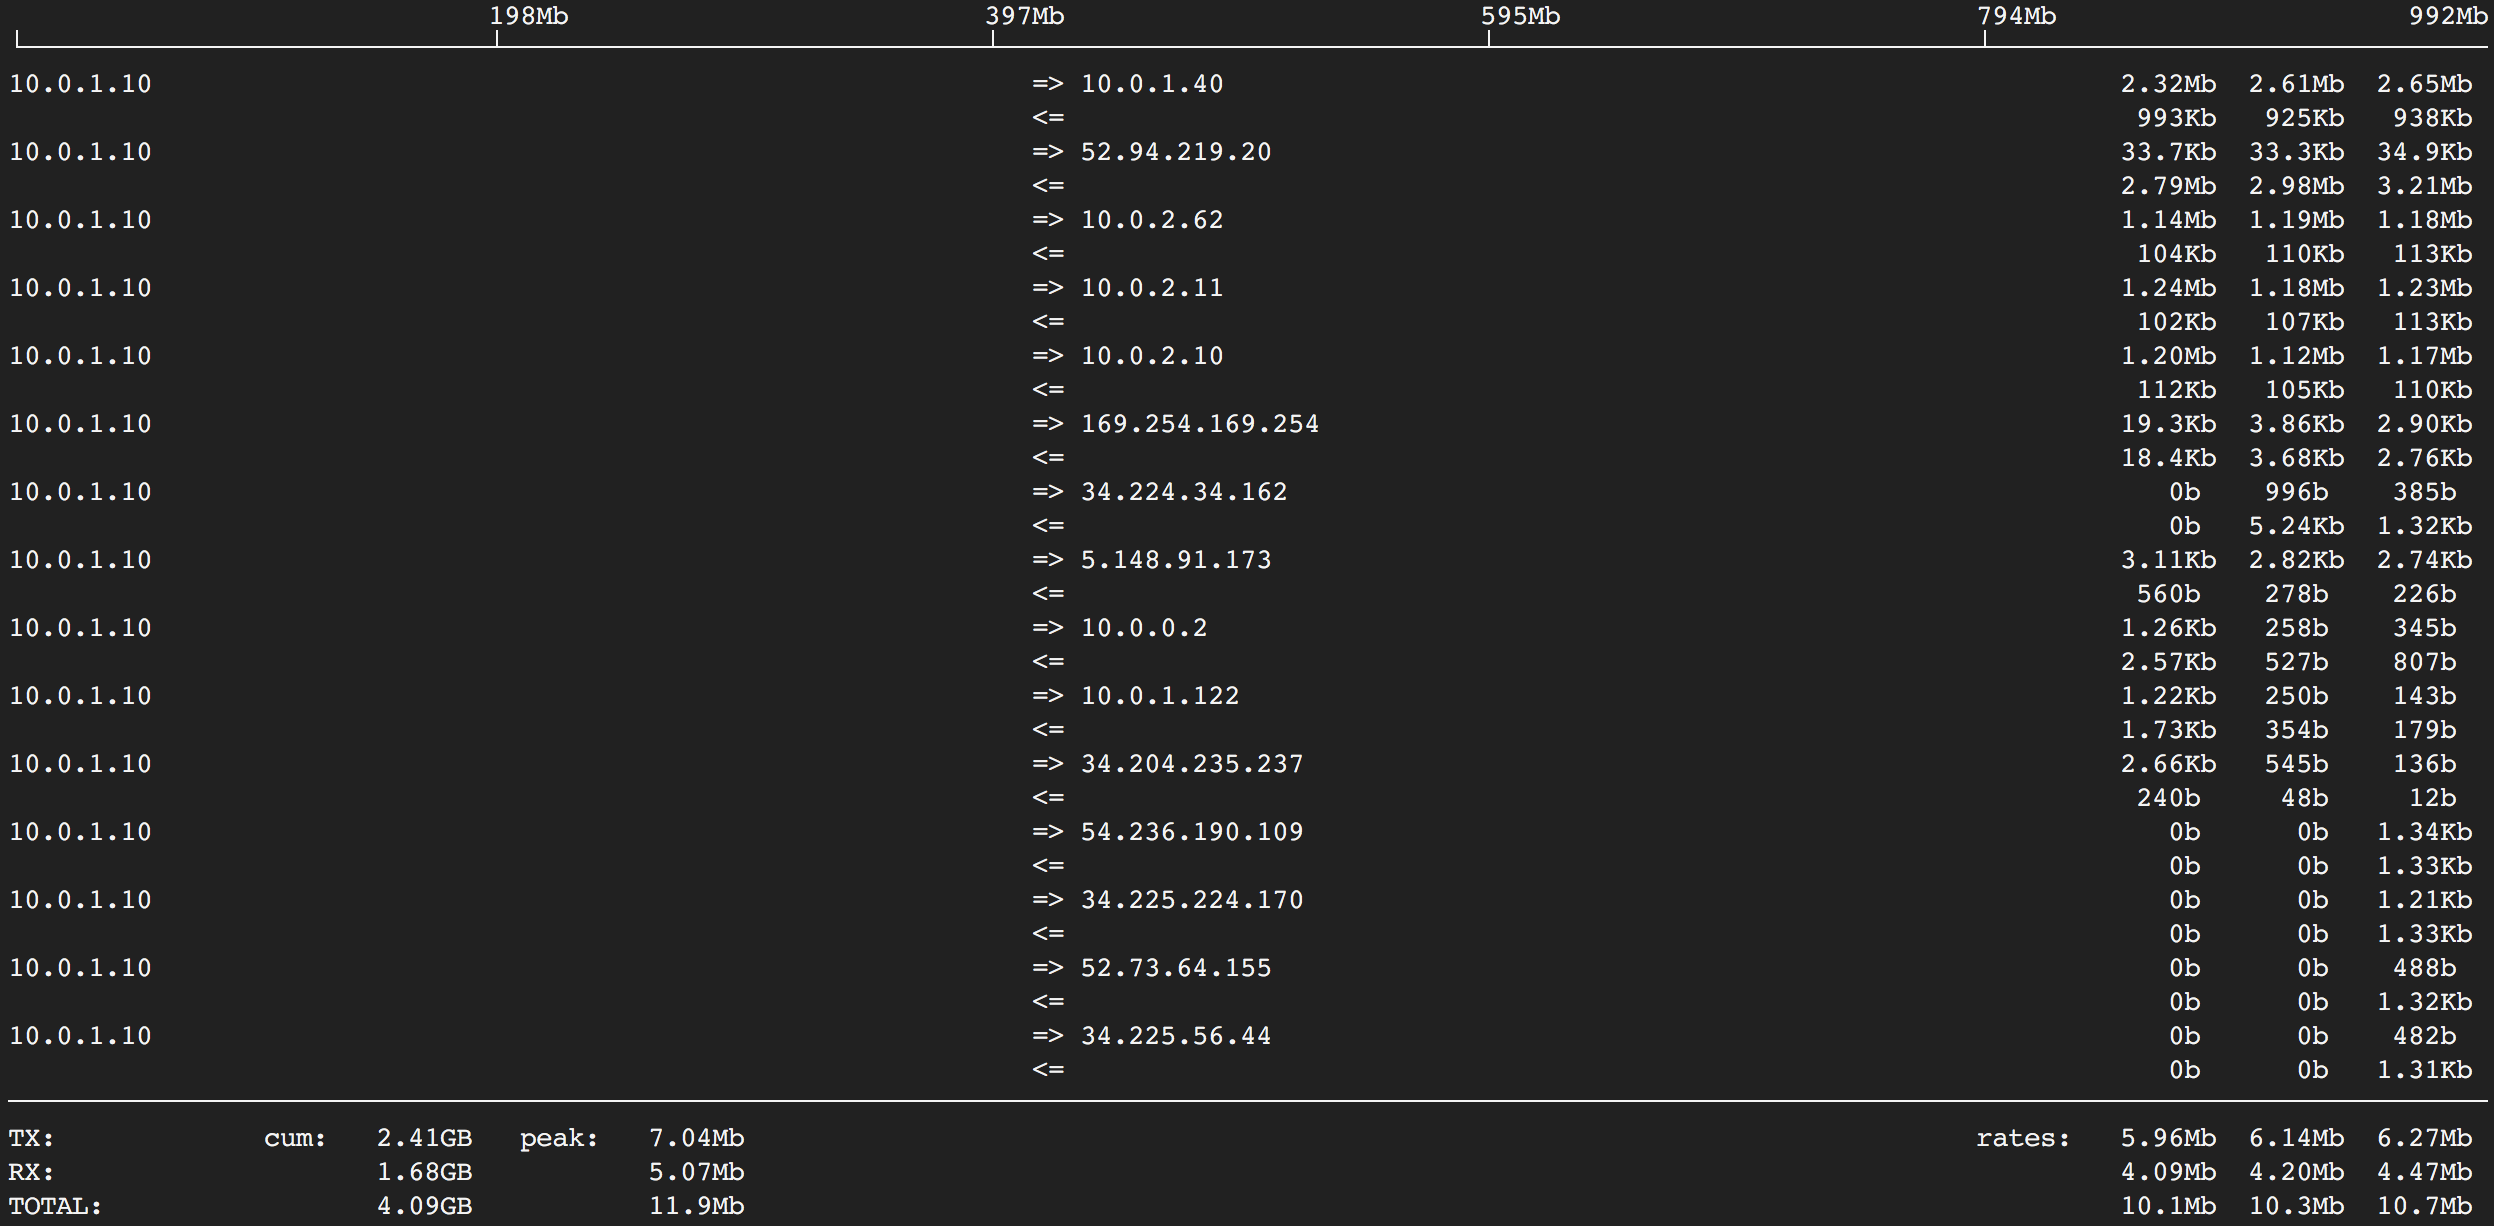 198Mb 397Mb 595Mb 794Mb 992Mb
10.0.1.10 => 10.0.1.40 2.32Mb 2.61Mb 2.65Mb
<= 993Kb 925Kb 938Kb
10.0.1.10 => 52.94.219.20 33.7Kb 33.3Kb 34.9Kb
<= 2.79Mb 2.98Mb 3.21Mb
10.0.1.10 => 10.0.2.62 1.14Mb 1.19Mb 1.18Mb
<= 104Kb 110Kb 113Kb
10.0.1.10 => 10.0.2.11 1.24Mb 1.18Mb 1.23Mb
<= 102Kb 107Kb 113Kb
10.0.1.10 => 10.0.2.10 1.20Mb 1.12Mb 1.17Mb
<= 112Kb 105Kb 110Kb
10.0.1.10 => 169.254.169.254 19.3Kb 3.86Kb 2.90Kb
<= 18.4Kb 3.68Kb 2.76Kb
10.0.1.10 => 34.224.34.162 0b 996b 385b
<= 0b 5.24Kb 1.32Kb
10.0.1.10 => 5.148.91.173 3.11Kb 2.82Kb 2.74Kb
<= 560b 278b 226b
10.0.1.10 => 10.0.0.2 1.26Kb 258b 345b
<= 2.57Kb 527b 807b
10.0.1.10 => 10.0.1.122 1.22Kb 250b 143b
<= 1.73Kb 354b 179b
10.0.1.10 => 34.204.235.237 2.66Kb 545b 136b
<= 240b 48b 12b
10.0.1.10 => 54.236.190.109 0b 0b 1.34Kb
<= 0b 0b 1.33Kb
10.0.1.10 => 34.225.224.170 0b 0b 1.21Kb
<= 0b 0b 1.33Kb
10.0.1.10 => 52.73.64.155 0b 0b 488b
<= 0b 0b 1.32Kb
10.0.1.10 => 34.225.56.44 0b 0b 482b
<= 0b 0b 1.31Kb
TX: cum: 2.41GB peak: 7.04Mb rates: 5.96Mb 6.14Mb 6.27Mb
RX: 1.68GB 5.07Mb 4.09Mb 4.20Mb 4.47Mb
TOTAL: 4.09GB 11.9Mb 10.1Mb 10.3Mb 10.7Mb